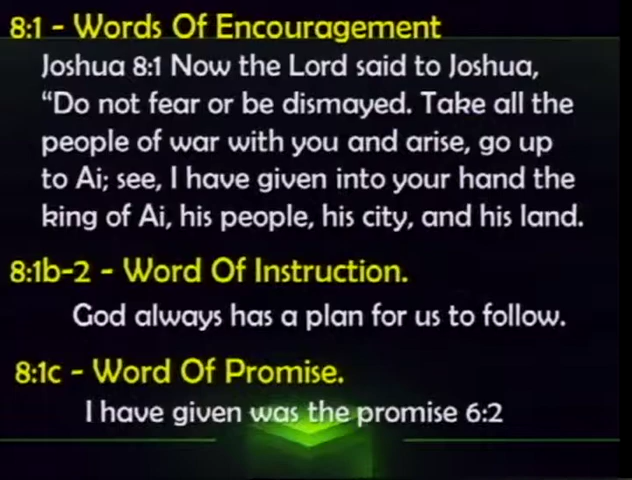 8:1 - Words Of Encouragement
Joshua 8:1 Now the Lord said to Joshua,
“Do not fear or be dismayed. Take all the
people of war with you and arise, go up
to Ai; see, I have given into your hand the
king of Ai, his people, his city, and his land.
8:1b-2 - Word Of Instruction.
God always has a plan for us to follow.
8:1c - Word Of Promise.
I have given was the promise 6:2